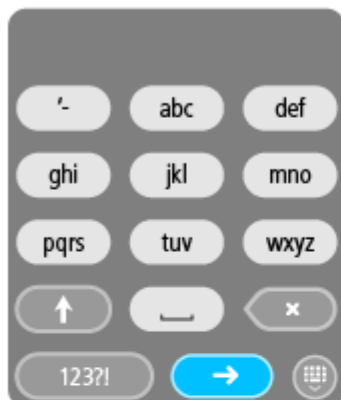 '- abc def
ghi jkl mno
pqrs tuv wxyz
123?!